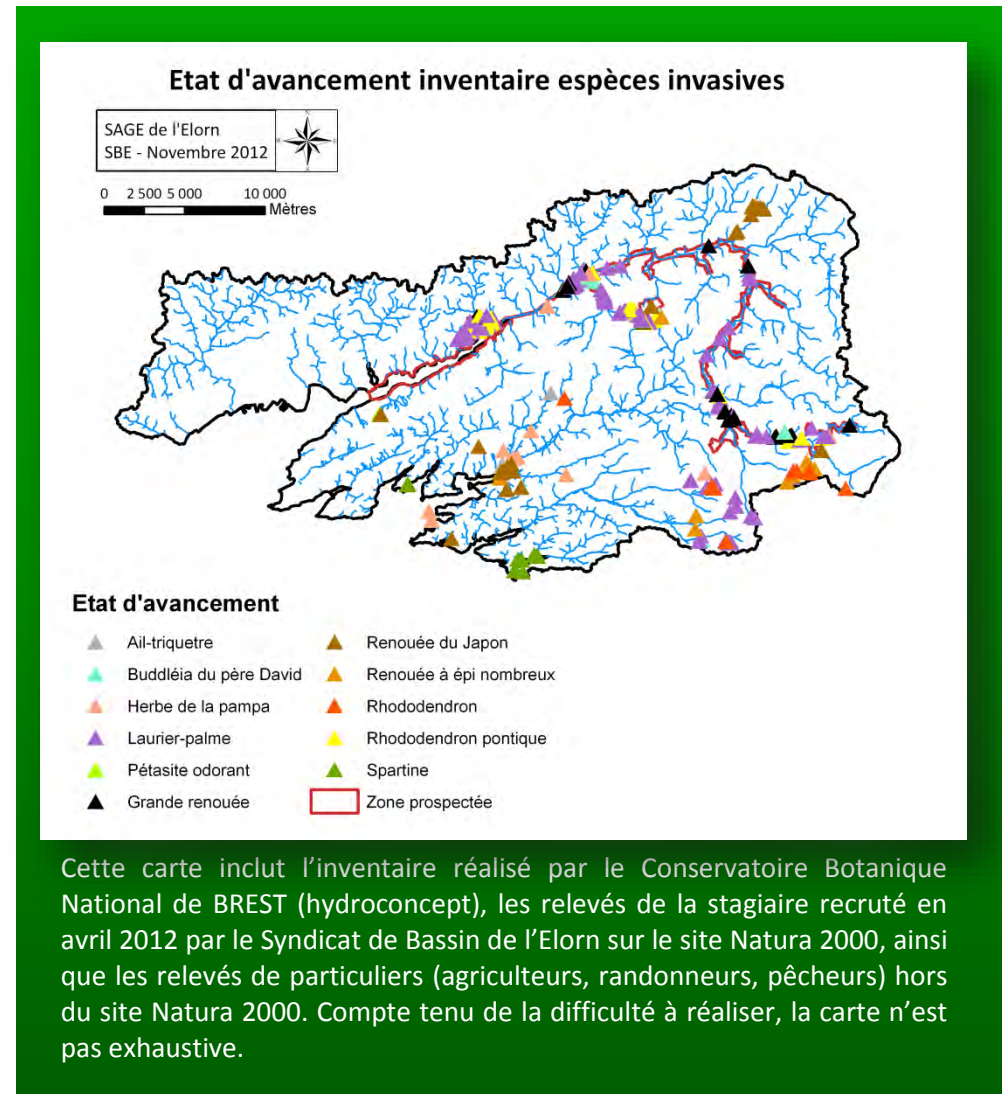 Etat d'avancement inventaire espèces invasives
SAGE de l'Elorn
SBE - Novembre 2012
N
W
E
S
0 2 500 5 000 10 000
Mètres
Etat d'avancement
Ail-triquetre
Buddléia du père David
Herbe de la pampa
Laurier-palme
Pétasite odorant
Grande renouée
Renouée du Japon
Renouée à épi nombreux
Rhododendron
Rhododendron pontique
Spartine
Zone prospectée
Cette carte inclut l’inventaire réalisé par le Conservatoire Botanique
National de BREST (hydroconcept), les relevés de la stagiaire recruté en
avril 2012 par le Syndicat de Bassin de l’Elorn sur le site Natura 2000, ainsi
que les relevés de particuliers (agriculteurs, randonneurs, pêcheurs) hors
du site Natura 2000. Compte tenu de la difficulté à réaliser, la carte n’est
pas exhaustive.